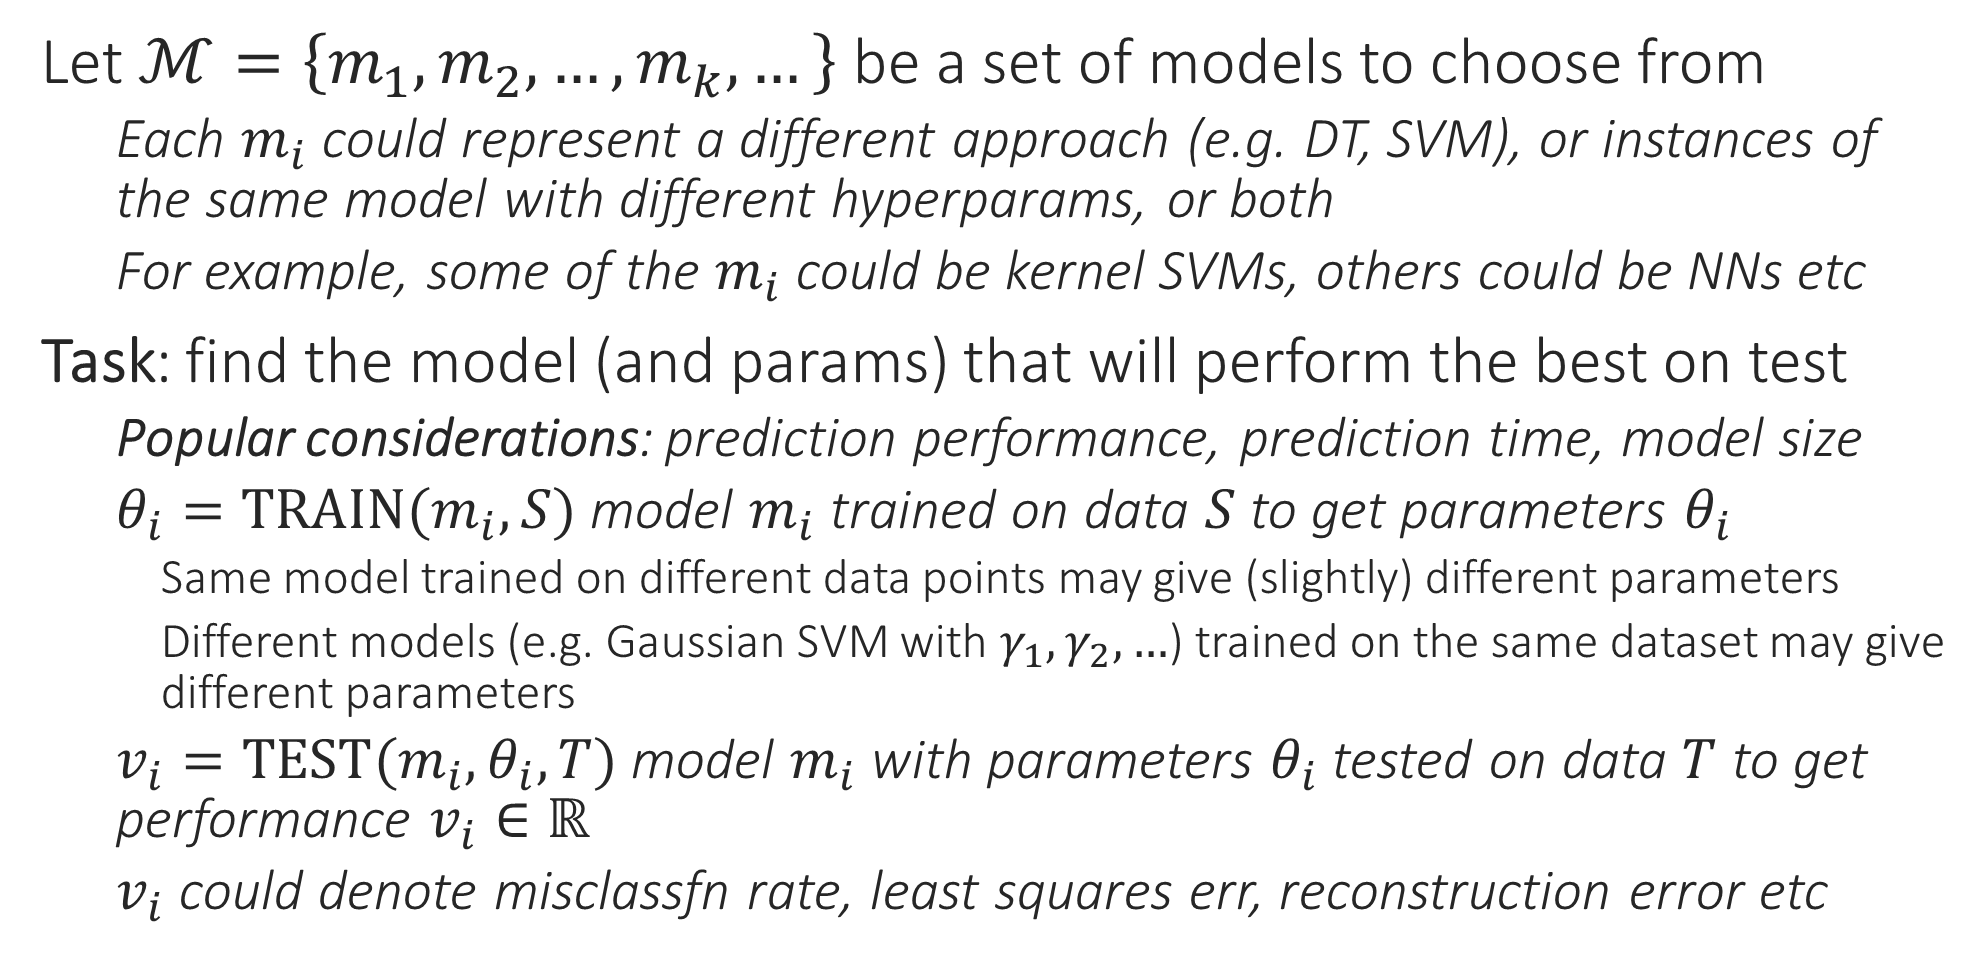 Let ℳ = {m₁, m₂, … , mₖ, … } be a set of models to choose from
Each mᵢ could represent a different approach (e.g. DT, SVM), or instances of
the same model with different hyperparams, or both
For example, some of the mᵢ could be kernel SVMs, others could be NNs etc
Task: find the model (and params) that will perform the best on test
Popular considerations: prediction performance, prediction time, model size
θᵢ = TRAIN(mᵢ, S) model mᵢ trained on data S to get parameters θᵢ
Same model trained on different data points may give (slightly) different parameters
Different models (e.g. Gaussian SVM with γ₁, γ₂, …) trained on the same dataset may give
different parameters
vᵢ = TEST(mᵢ, θᵢ, T) model mᵢ with parameters θᵢ tested on data T to get
performance vᵢ ∈ ℝ
vᵢ could denote misclassfn rate, least squares err, reconstruction error etc